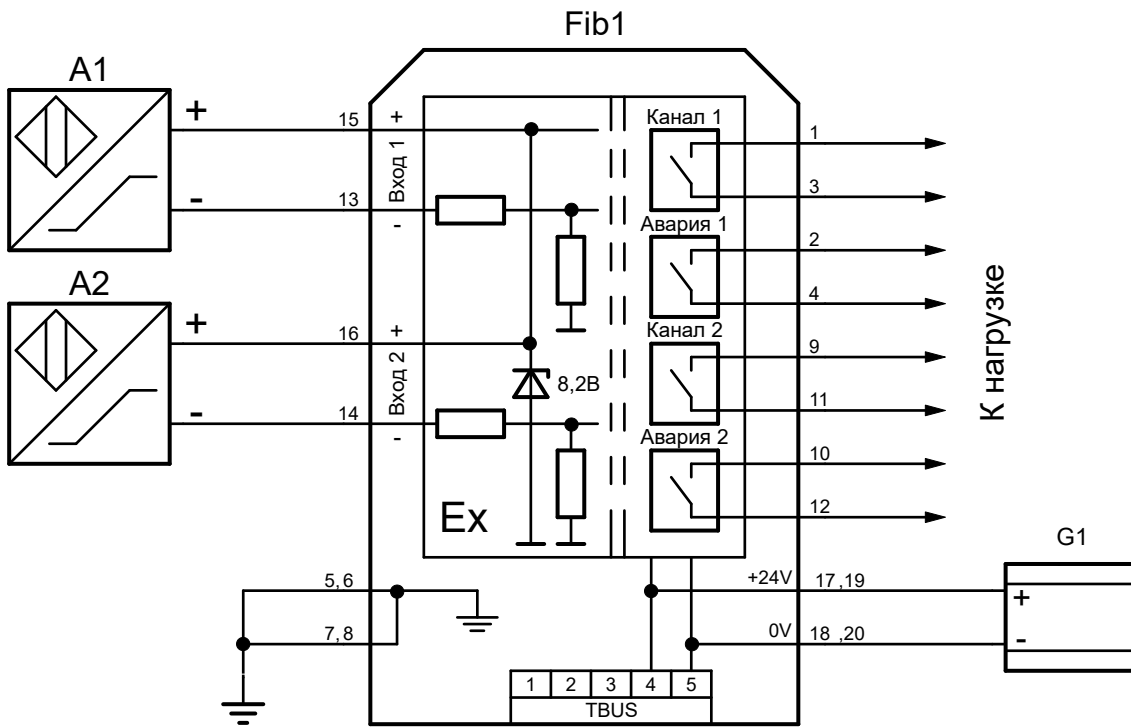 Fib1
A1
+
-
15
13
+
Вход 1
-
Канал 1
1
3
Авария 1
2
4
A2
+
-
16
14
+
Вход 2
-
8,2В
Канал 2
9
11
Авария 2
10
12
Ex
К нагрузке
G1
+
-
+24V
17 ,19
0V
18 ,20
5, 6
7, 8
1 2 3 4 5
TBUS